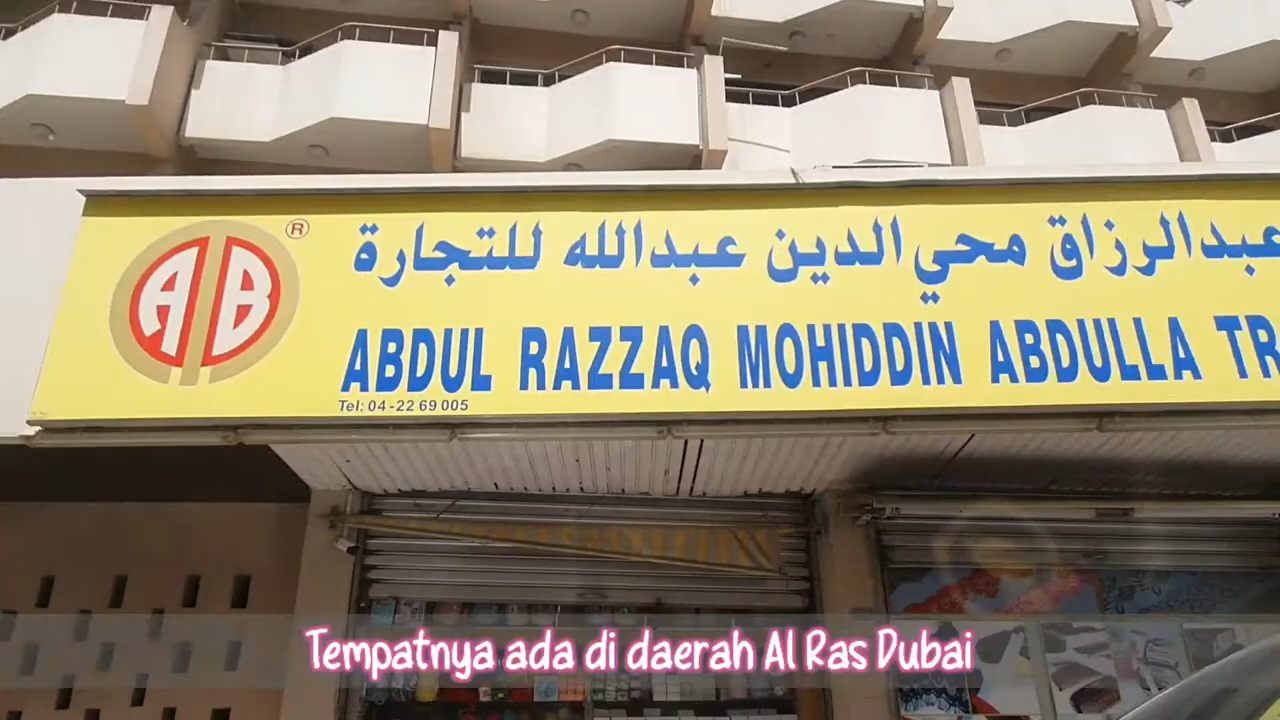 عبدالرزاق محي الدين عبدالله للتجارة
AB ®
ABDUL RAZZAQ MOHIDDIN ABDULLA TR
Tel: 04-22 69 005
Tempatnya ada di daerah Al Ras Dubai